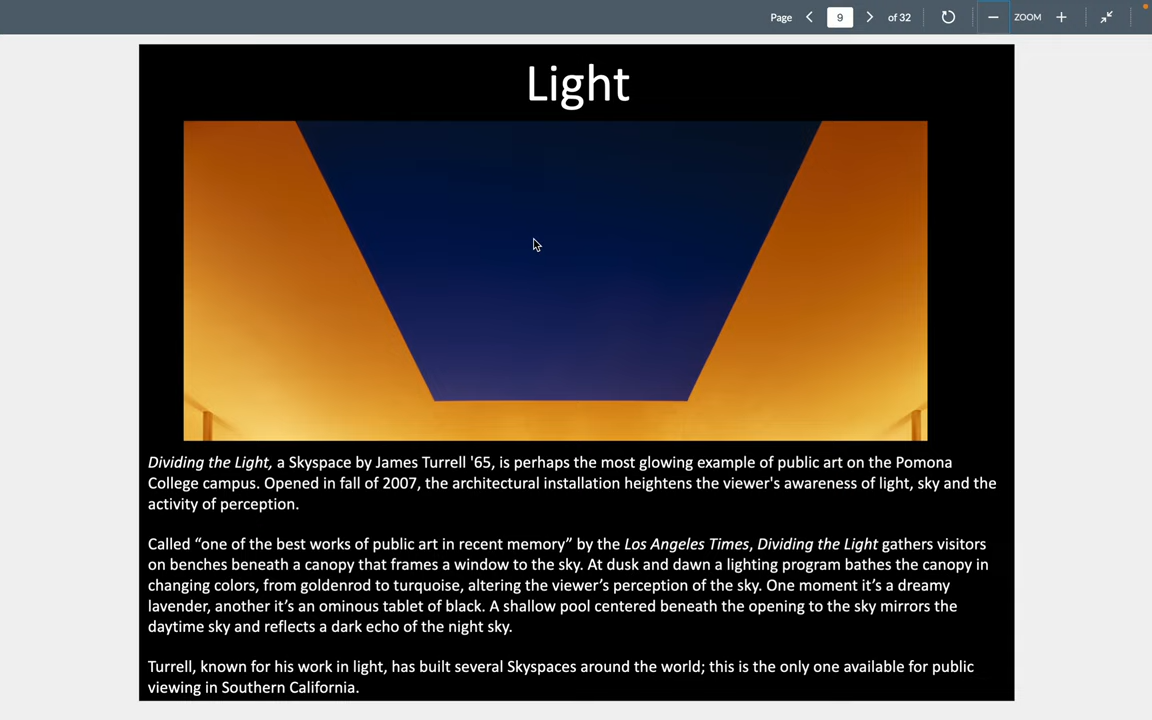 Page 9 of 32 ZOOM
Light
Dividing the Light, a Skyspace by James Turrell '65, is perhaps the most glowing example of public art on the Pomona
College campus. Opened in fall of 2007, the architectural installation heightens the viewer's awareness of light, sky and the
activity of perception.
Called “one of the best works of public art in recent memory” by the Los Angeles Times, Dividing the Light gathers visitors
on benches beneath a canopy that frames a window to the sky. At dusk and dawn a lighting program bathes the canopy in
changing colors, from goldenrod to turquoise, altering the viewer’s perception of the sky. One moment it’s a dreamy
lavender, another it’s an ominous tablet of black. A shallow pool centered beneath the opening to the sky mirrors the
daytime sky and reflects a dark echo of the night sky.
Turrell, known for his work in light, has built several Skyspaces around the world; this is the only one available for public
viewing in Southern California.